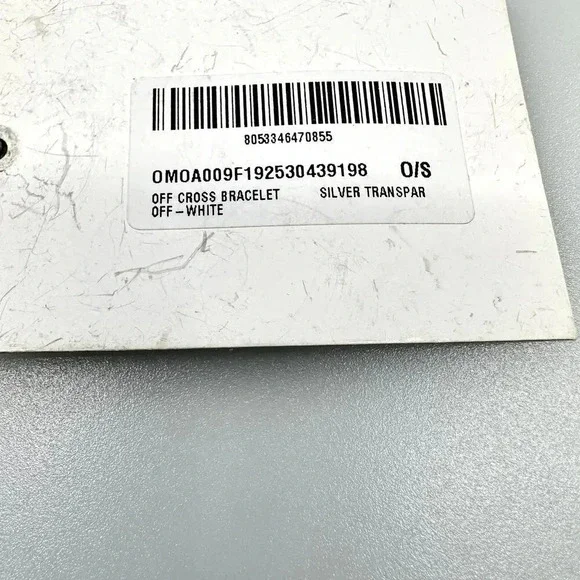 8053346470855
OMOA009F192530439198 O/S
OFF CROSS BRACELET SILVER TRANSPAR
OFF-WHITE